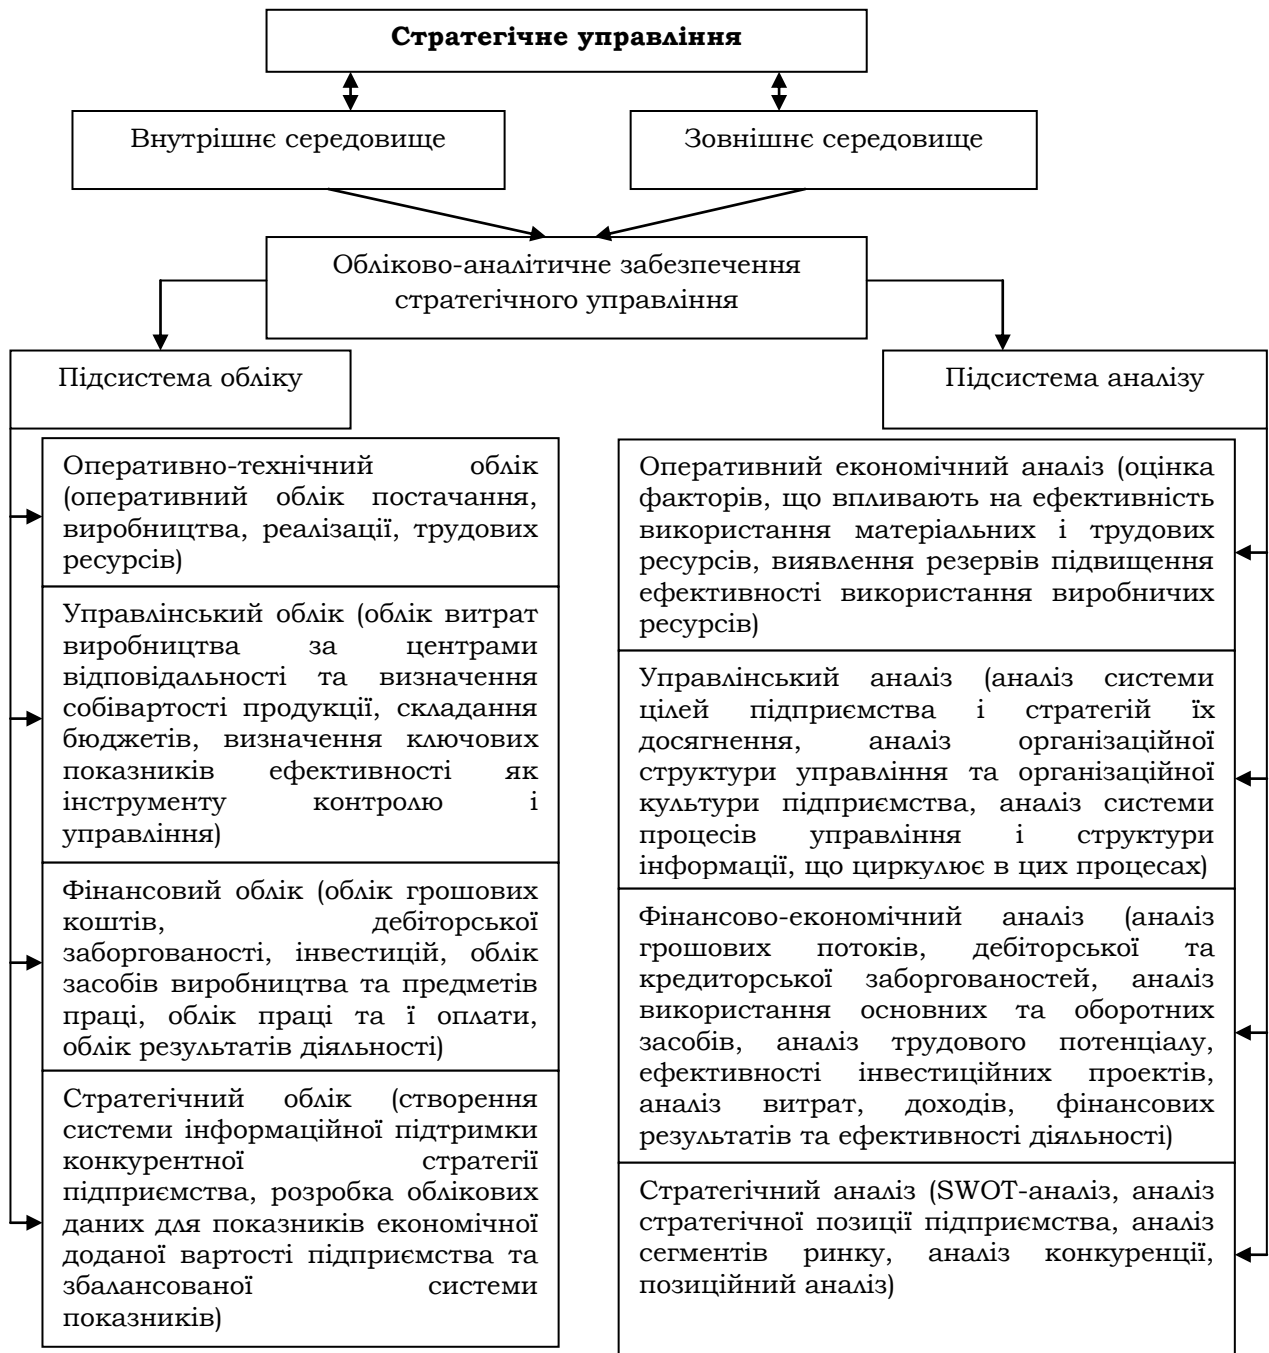 Стратегічне управління
Внутрішнє середовище
Зовнішнє середовище
Обліково-аналітичне забезпечення
стратегічного управління
Підсистема обліку
Підсистема аналізу
Оперативно-технічний облік
(оперативний облік постачання,
виробництва, реалізації, трудових
ресурсів)
Управлінський облік (облік витрат
виробництва за центрами
відповідальності та визначення
собівартості продукції, складання
бюджетів, визначення ключових
показників ефективності як
інструменту контролю і
управління)
Фінансовий облік (облік грошових
коштів, дебіторської
заборгованості, інвестицій, облік
засобів виробництва та предметів
праці, облік праці та ї оплати,
облік результатів діяльності)
Стратегічний облік (створення
системи інформаційної підтримки
конкурентної стратегії
підприємства, розробка облікових
даних для показників економічної
доданої вартості підприємства та
збалансованої системи
показників)
Оперативний економічний аналіз (оцінка
факторів, що впливають на ефективність
використання матеріальних і трудових
ресурсів, виявлення резервів підвищення
ефективності використання виробничих
ресурсів)
Управлінський аналіз (аналіз системи
цілей підприємства і стратегій їх
досягнення, аналіз організаційної
структури управління та організаційної
культури підприємства, аналіз системи
процесів управління і структури
інформації, що циркулює в цих процесах)
Фінансово-економічний аналіз (аналіз
грошових потоків, дебіторської та
кредиторської заборгованостей, аналіз
використання основних та оборотних
засобів, аналіз трудового потенціалу,
ефективності інвестиційних проектів,
аналіз витрат, доходів, фінансових
результатів та ефективності діяльності)
Стратегічний аналіз (SWOT-аналіз, аналіз
стратегічної позиції підприємства, аналіз
сегментів ринку, аналіз конкуренції,
позиційний аналіз)